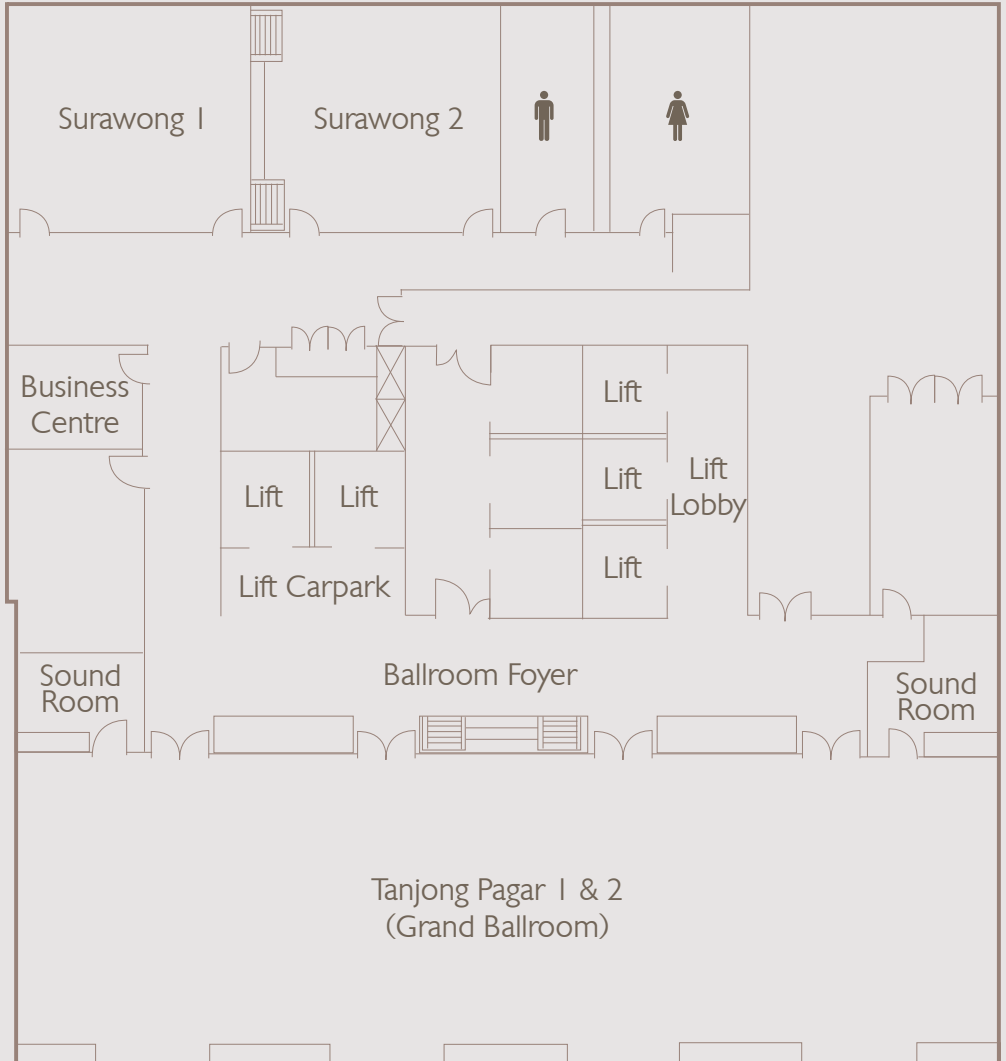 Surawong 1
Surawong 2
Business
Centre
Lift
Lift
Lift
Lobby
Lift
Lift
Lift
Lift Carpark
Ballroom Foyer
Sound
Room
Sound
Room
Tanjong Pagar 1 & 2
(Grand Ballroom)